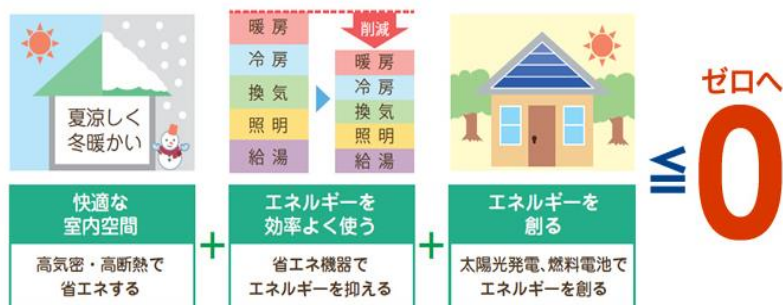 夏涼しく
冬暖かい
快適な
室内空間
高気密・高断熱で
省エネする
+
暖房
冷房
換気
照明
給湯
削減
暖房
冷房
換気
照明
給湯
エネルギーを
効率よく使う
省エネ機器で
エネルギーを抑える
+
エネルギーを
創る
太陽光発電、燃料電池で
エネルギーを創る
≦
ゼロへ
0